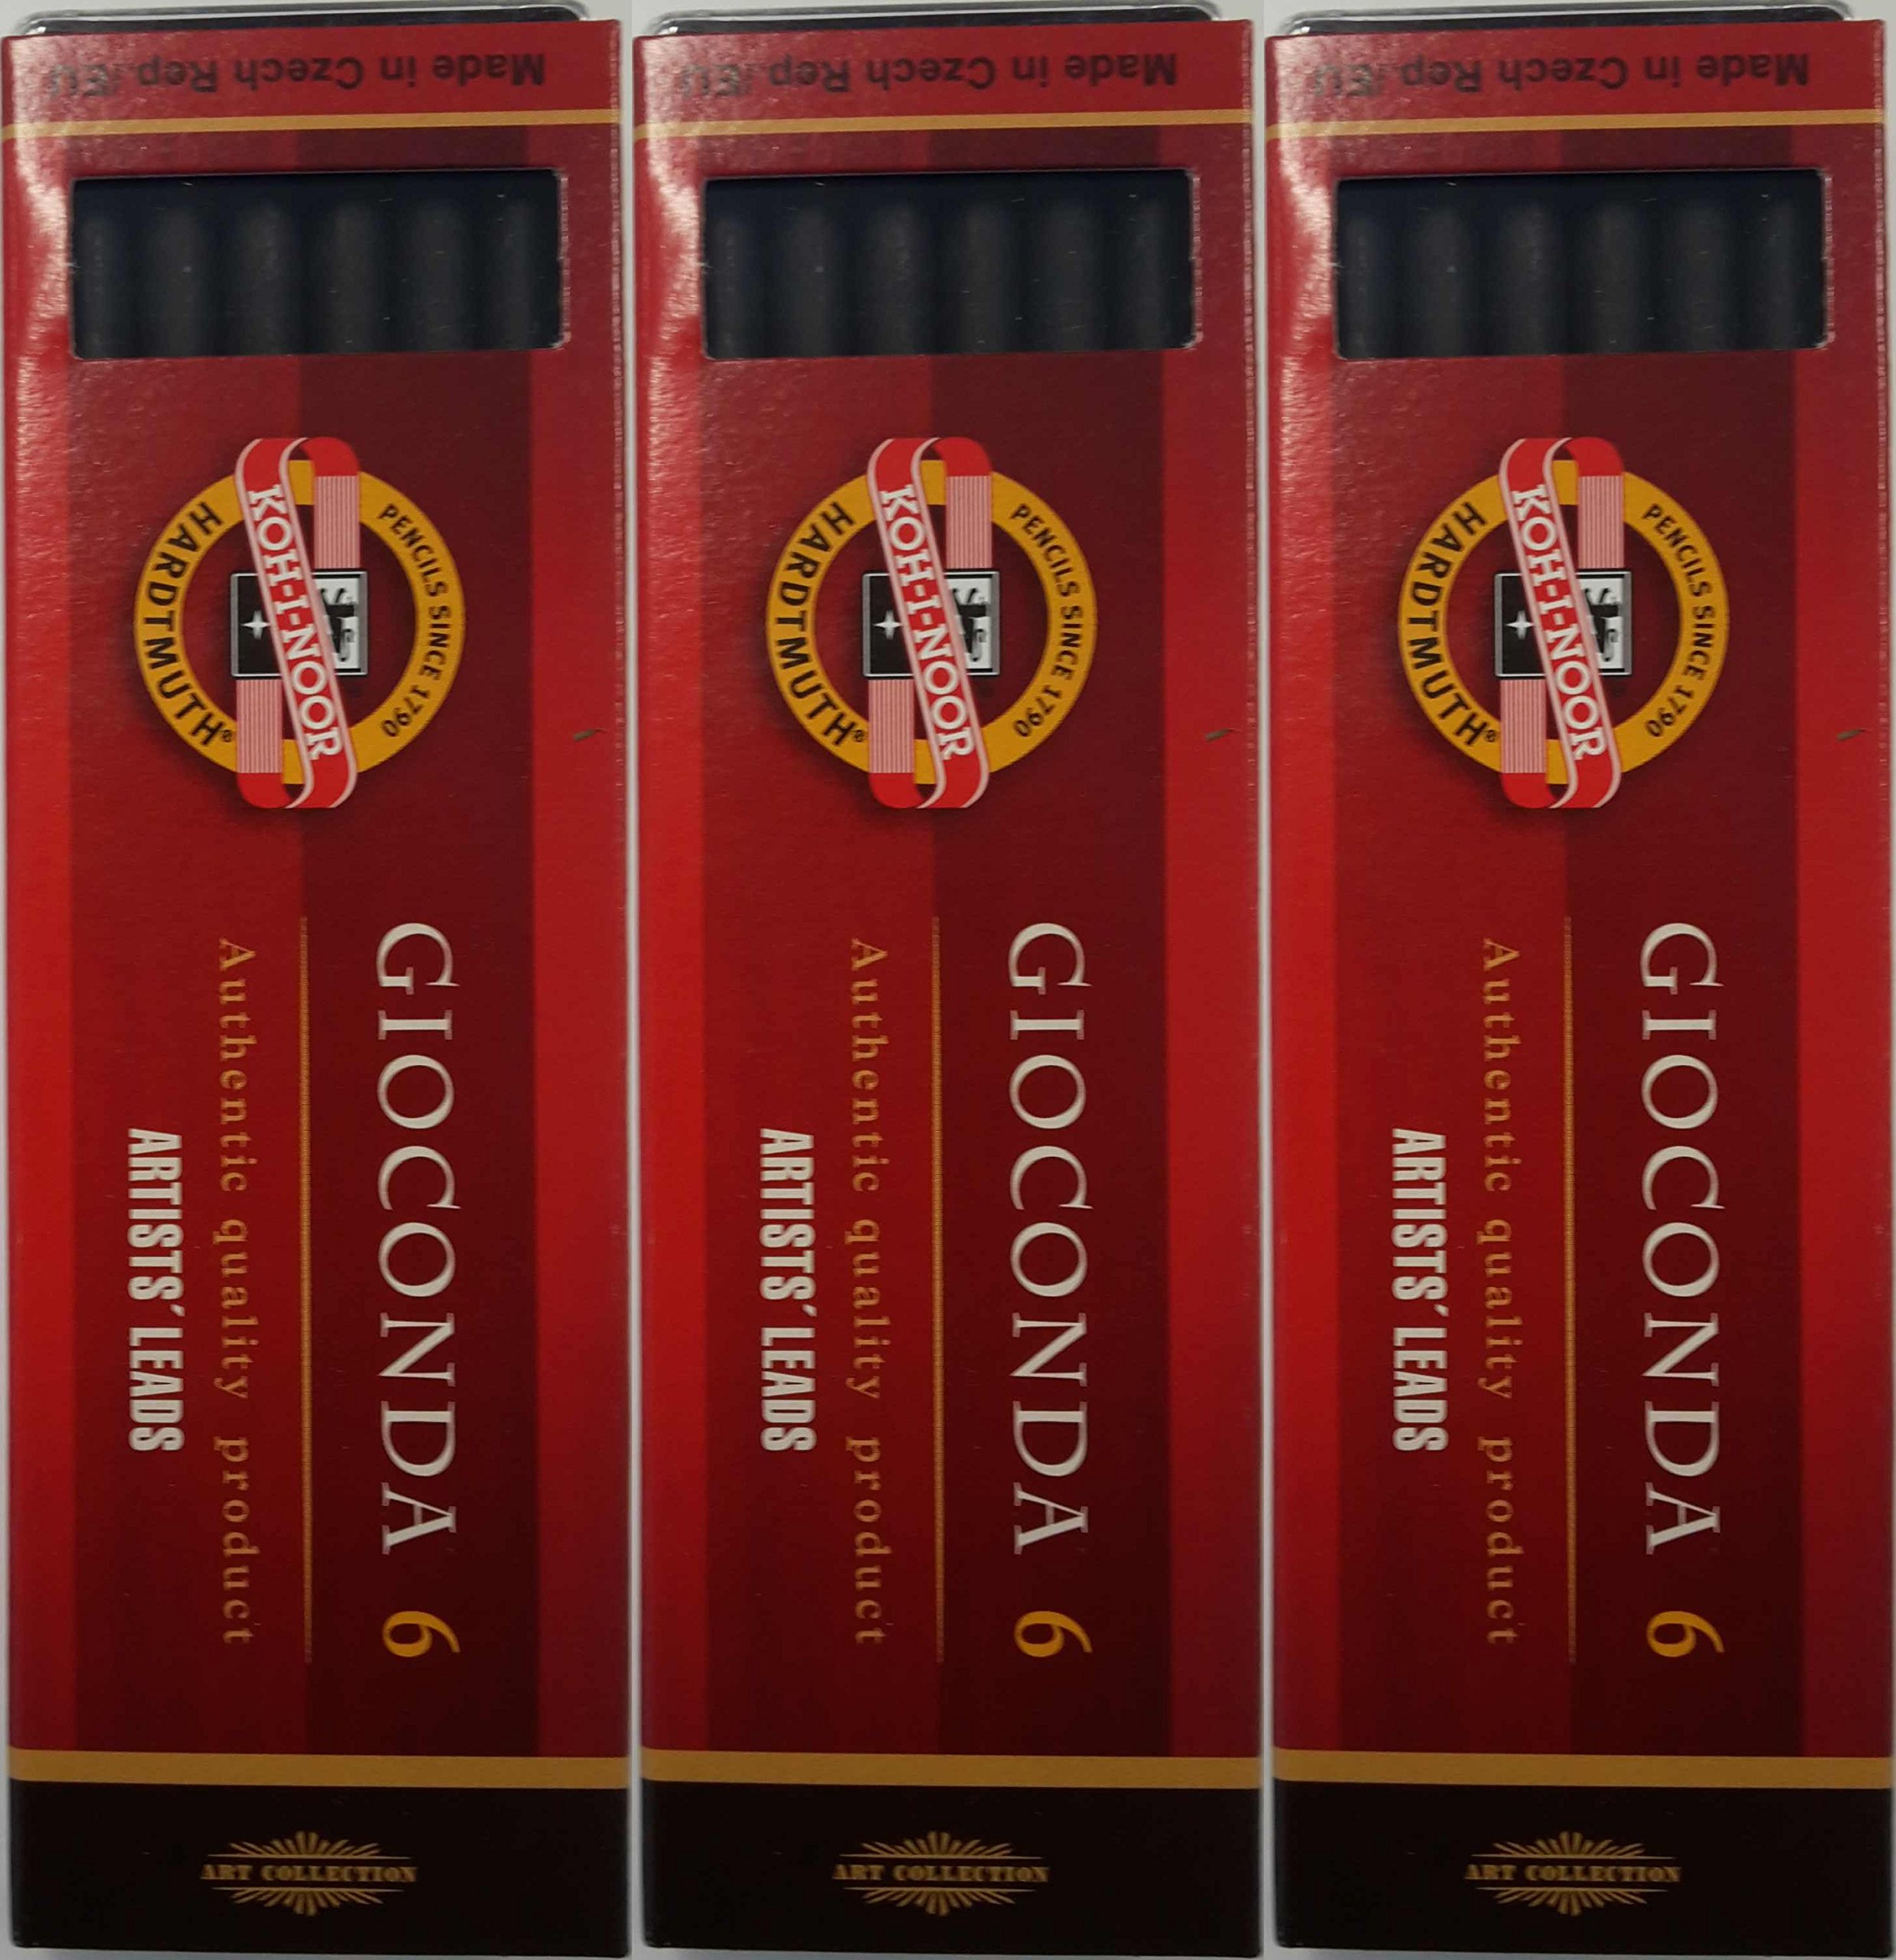 Made in Czech Rep./EU
KOH-I-NOOR
HARDTMUTH®
PENCILS SINCE 1790
GIOCONDA 6
Authentic quality product
ARTISTS´ LEADS
ART COLLECTION
Made in Czech Rep./EU
KOH-I-NOOR
HARDTMUTH®
PENCILS SINCE 1790
GIOCONDA 6
Authentic quality product
ARTISTS´ LEADS
ART COLLECTION
Made in Czech Rep./EU
KOH-I-NOOR
HARDTMUTH®
PENCILS SINCE 1790
GIOCONDA 6
Authentic quality product
ARTISTS´ LEADS
ART COLLECTION